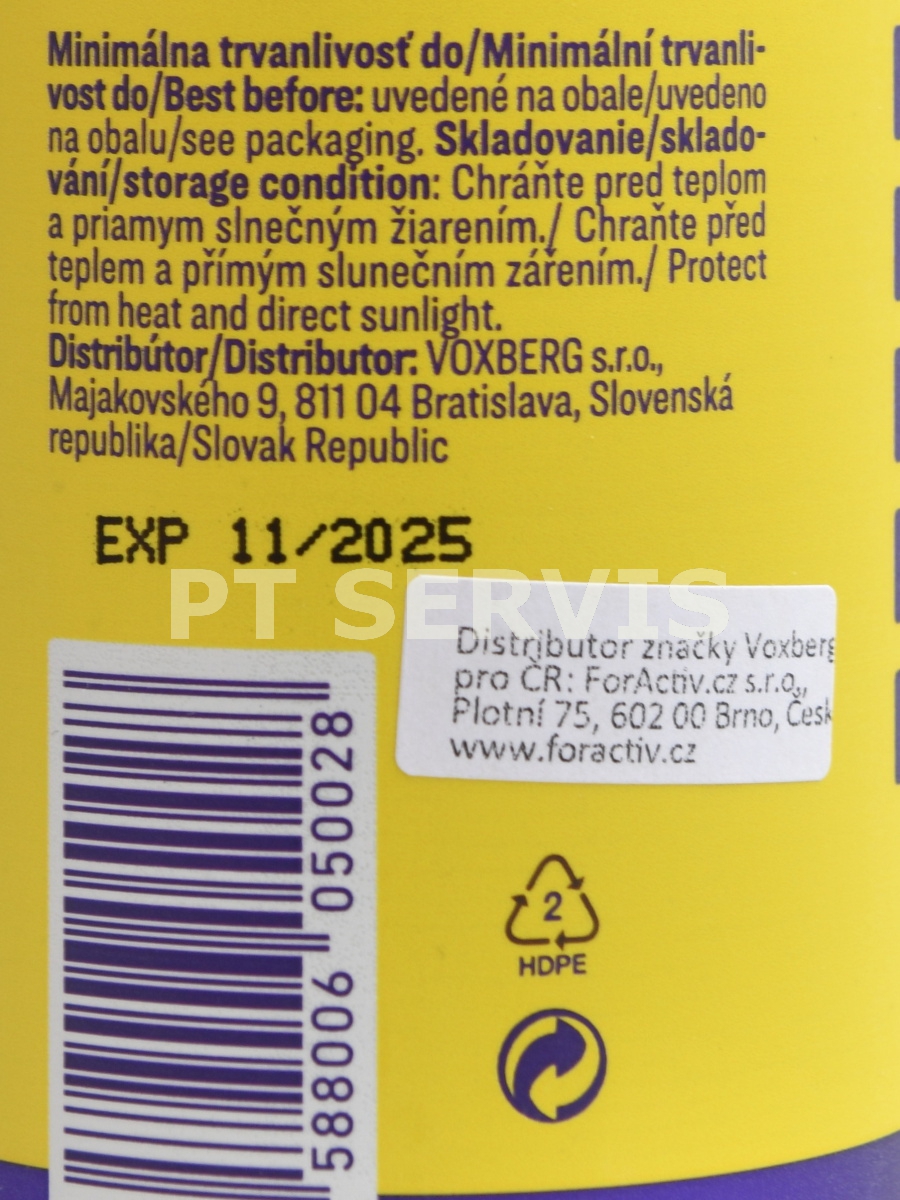 Minimálna trvanlivosť do/Minimální trvanli-
vost do/Best before: uvedené na obale/uvedeno
na obalu/see packaging. Skladovanie/sklado-
vání/storage condition: Chráňte pred teplom
a priamym slnečným žiarením./ Chraňte před
teplem a přímým slunečním zářením./ Protect
from heat and direct sunlight.
Distribútor/Distributor: VOXBERG s.r.o.,
Majakovského 9, 811 04 Bratislava, Slovenská
republika/Slovak Republic
EXP 11/2025
PT SERVIS
Distributor značky Voxberg
pro ČR: ForActiv.cz s.r.o.,
Plotní 75, 602 00 Brno, Česk
www.foractiv.cz
588006 050028
2
HDPE